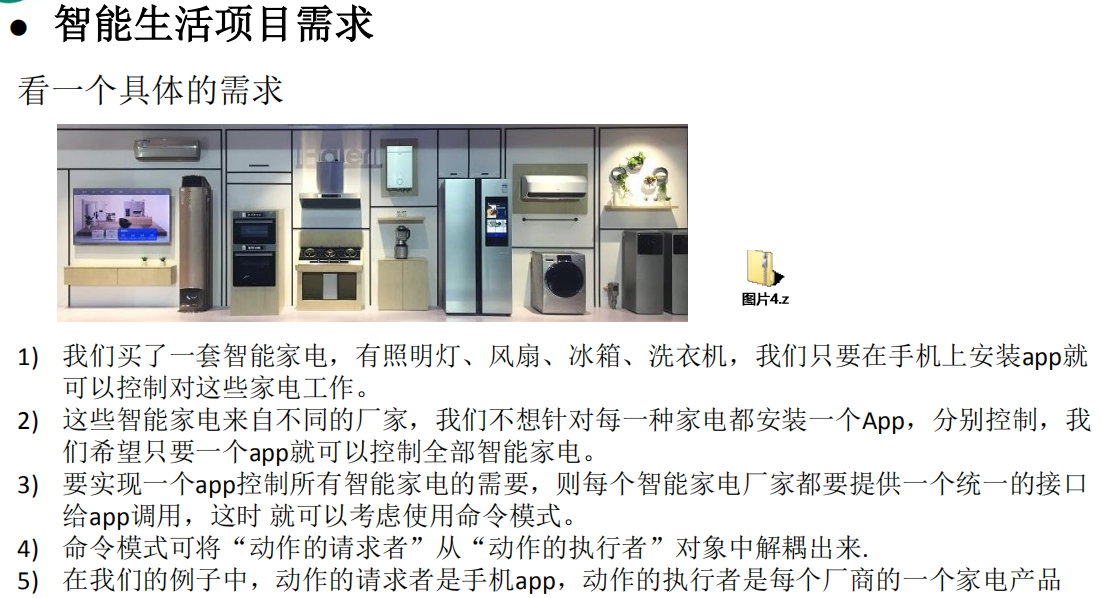 ● 智能生活项目需求
看一个具体的需求
Haier
图片4.z
1) 我们买了一套智能家电，有照明灯、风扇、冰箱、洗衣机，我们只要在手机上安装app就
可以控制对这些家电工作。
2) 这些智能家电来自不同的厂家，我们不想针对每一种家电都安装一个App，分别控制，我
们希望只要一个app就可以控制全部智能家电。
3) 要实现一个app控制所有智能家电的需要，则每个智能家电厂家都要提供一个统一的接口
给app调用，这时 就可以考虑使用命令模式。
4) 命令模式可将“动作的请求者”从“动作的执行者”对象中解耦出来.
5) 在我们的例子中，动作的请求者是手机app，动作的执行者是每个厂商的一个家电产品